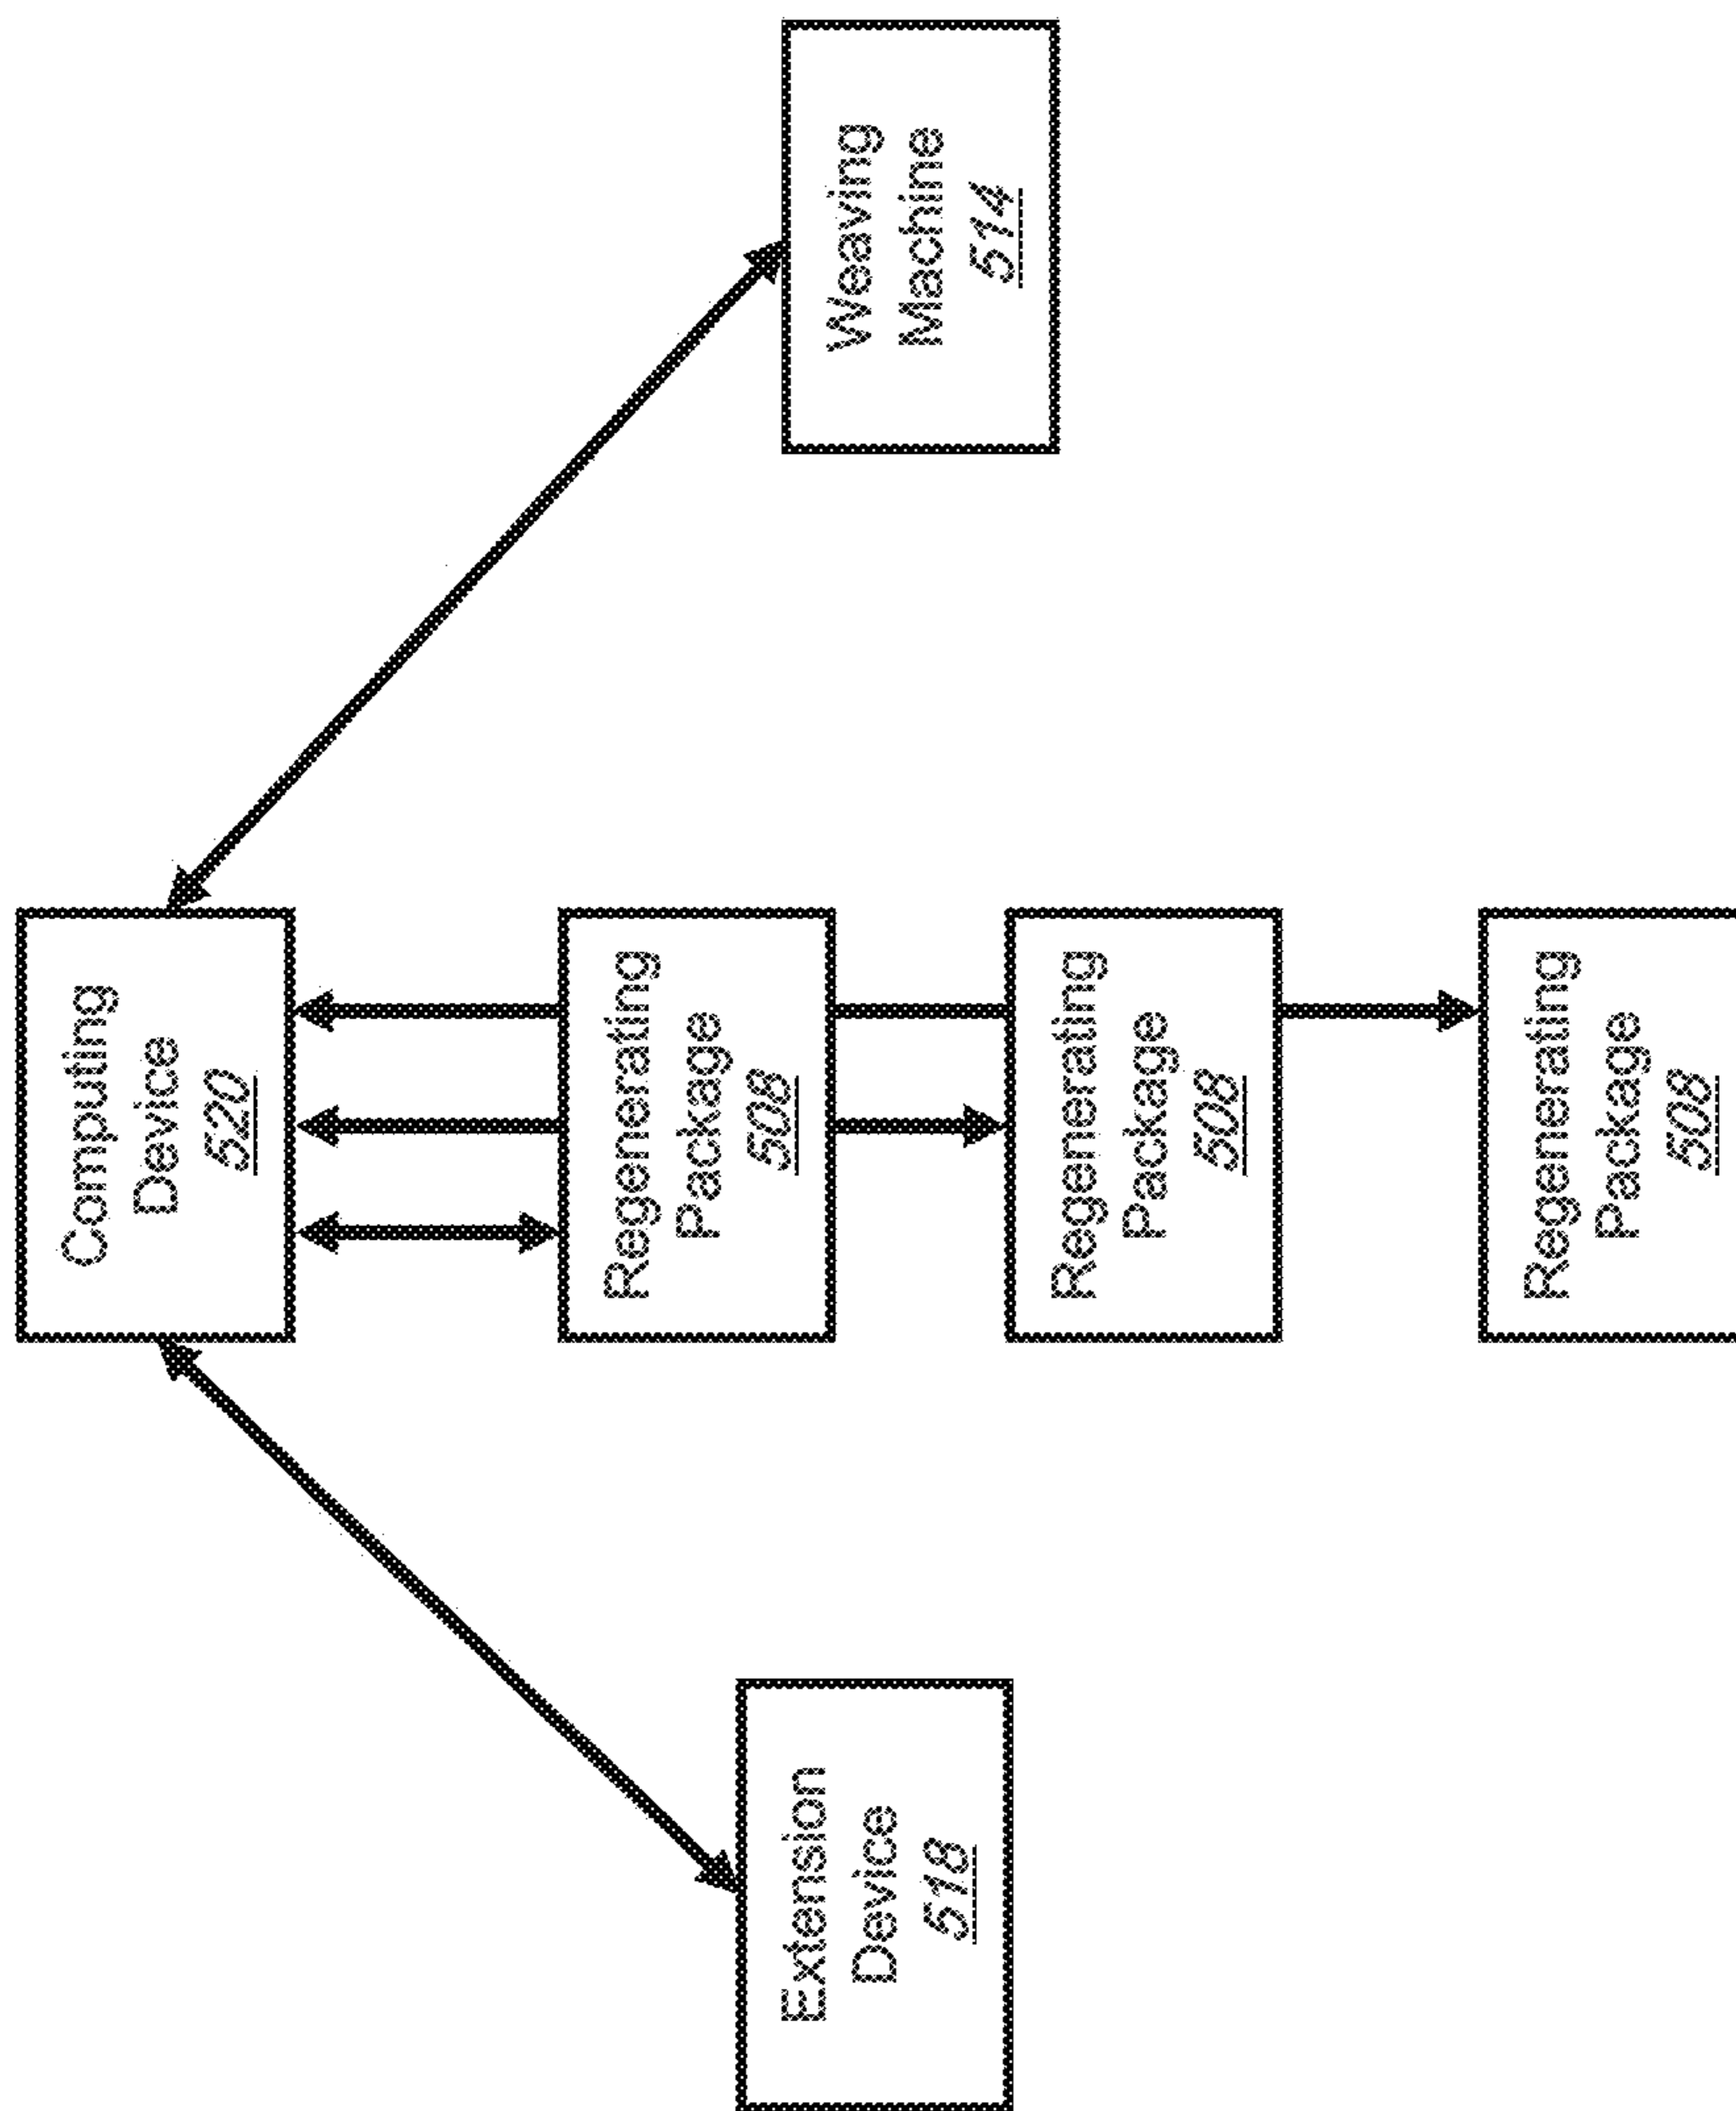 Computing
Device
520
Regenerating
Package
508
Regenerating
Package
508
Regenerating
Package
508
Extension
Device
518
Weaving
Machine
514